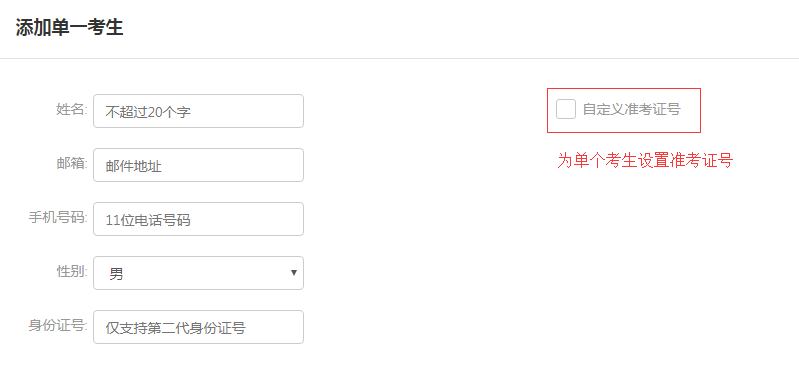 添加单一考生
姓名: 不超过20个字
自定义准考证号
邮箱: 邮件地址
为单个考生设置准考证号
手机号码: 11位电话号码
性别: 男
身份证号: 仅支持第二代身份证号